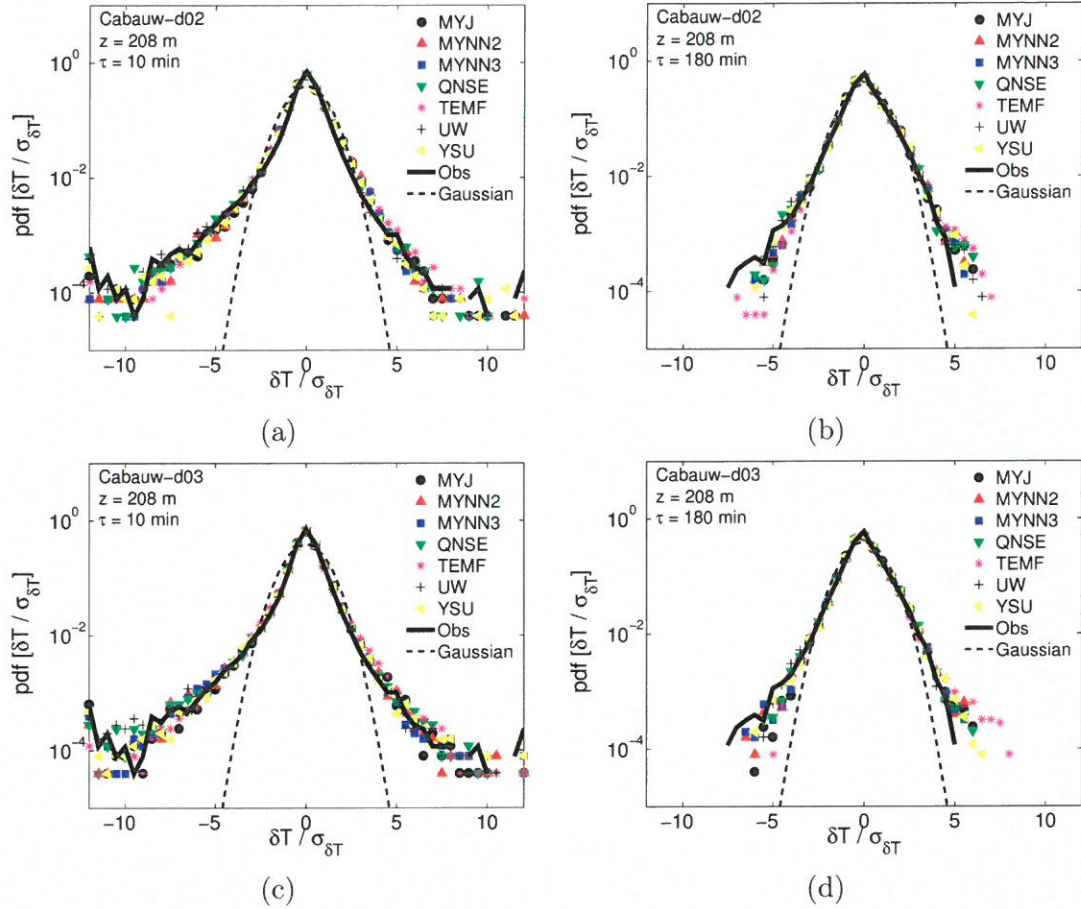 Cabauw-d02
z = 208 m
τ = 10 min
MYJ
MYNN2
MYNN3
QNSE
TEMF
UW
YSU
Obs
Gaussian
pdf [δT / σδT]
10^0
10^-2
10^-4
−10 −5 0 5 10
δT / σδT
(a)
Cabauw-d02
z = 208 m
τ = 180 min
MYJ
MYNN2
MYNN3
QNSE
TEMF
UW
YSU
Obs
Gaussian
pdf [δT / σδT]
10^0
10^-2
10^-4
−10 −5 0 5 10
δT / σδT
(b)
Cabauw-d03
z = 208 m
τ = 10 min
MYJ
MYNN2
MYNN3
QNSE
TEMF
UW
YSU
Obs
Gaussian
pdf [δT / σδT]
10^0
10^-2
10^-4
−10 −5 0 5 10
δT / σδT
(c)
Cabauw-d03
z = 208 m
τ = 180 min
MYJ
MYNN2
MYNN3
QNSE
TEMF
UW
YSU
Obs
Gaussian
pdf [δT / σδT]
10^0
10^-2
10^-4
−10 −5 0 5 10
δT / σδT
(d)